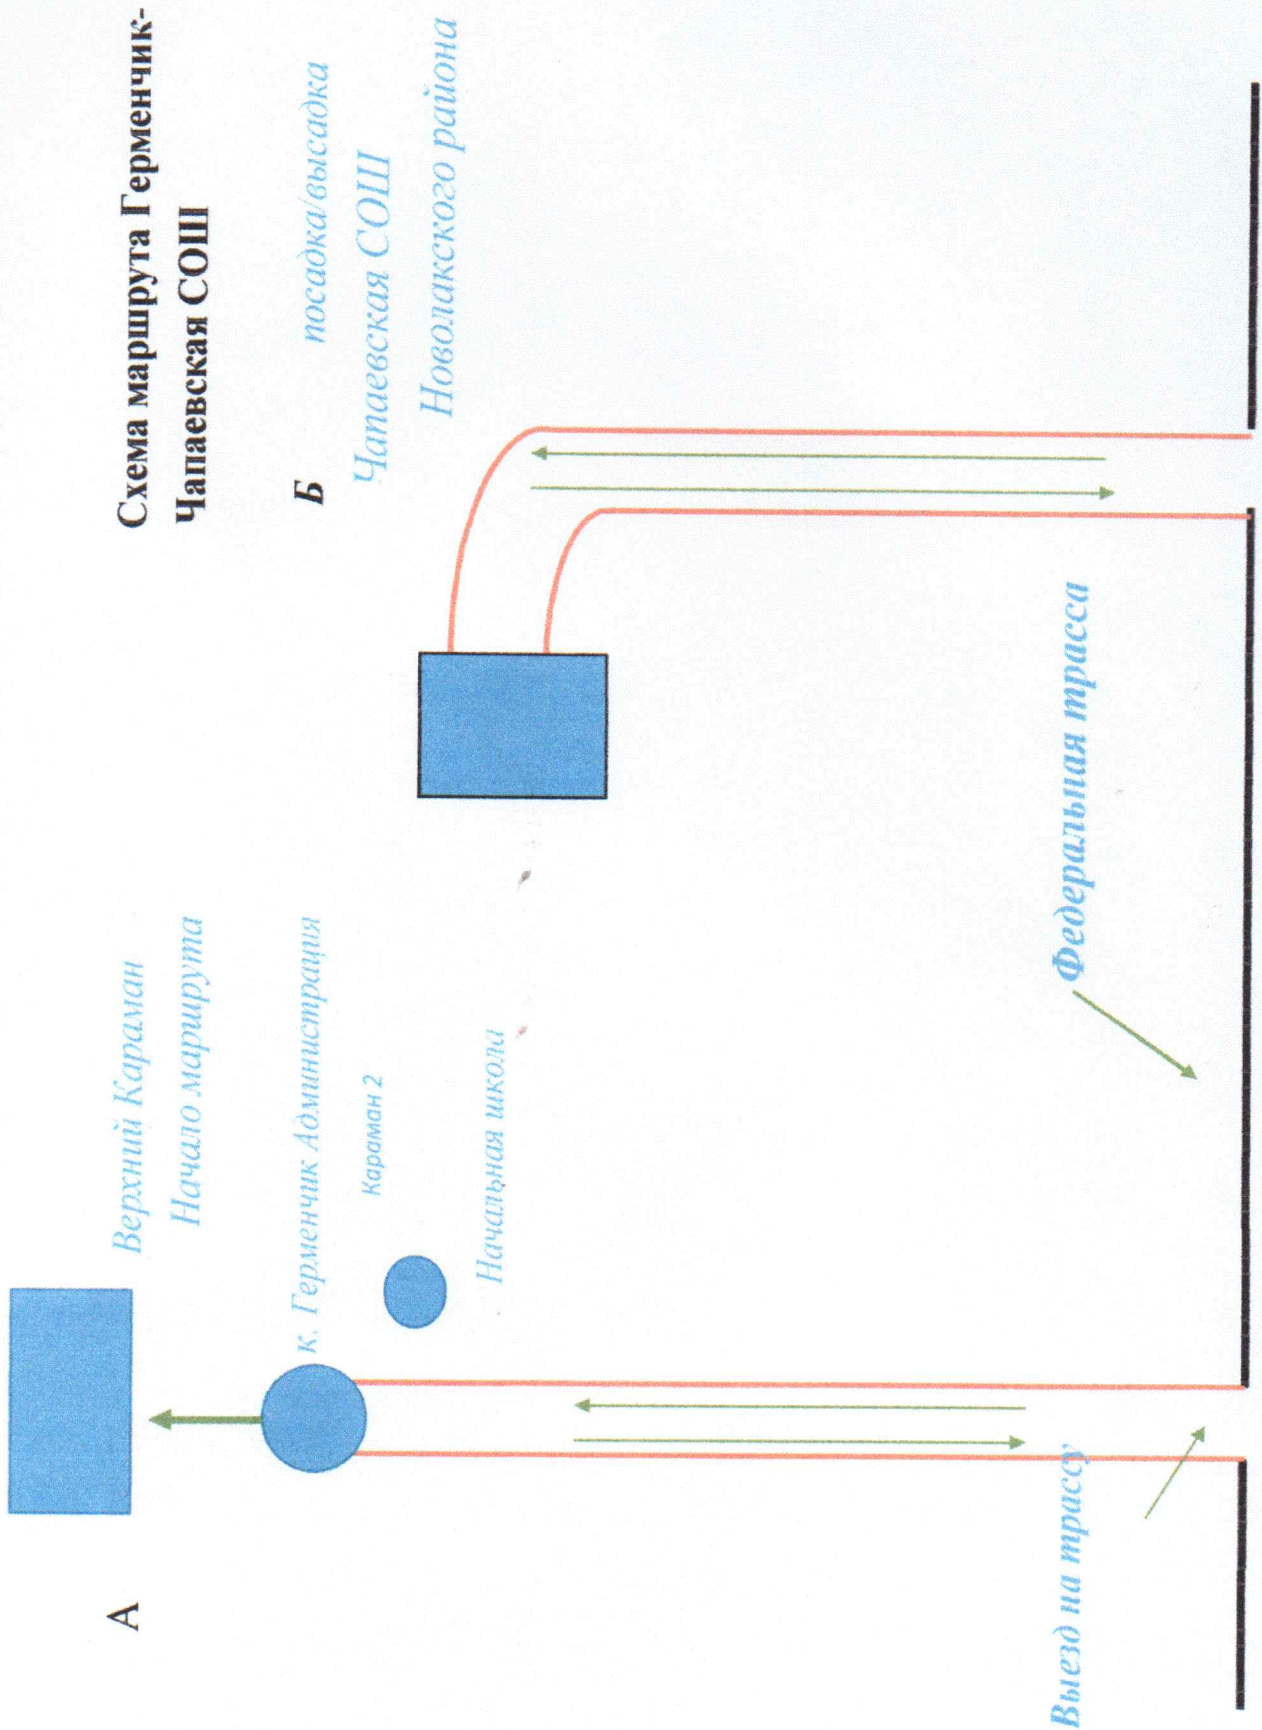 Схема маршрута Герменчик-
Чапаевская СОШ
А
Верхний Караман
Начало маршрута
Б
посадка/высадка
Чапаевская СОШ
Новолакского района
к. Герменчик Администрация
Караман 2
Начальная школа
Выезд на трассу
Федеральная трасса